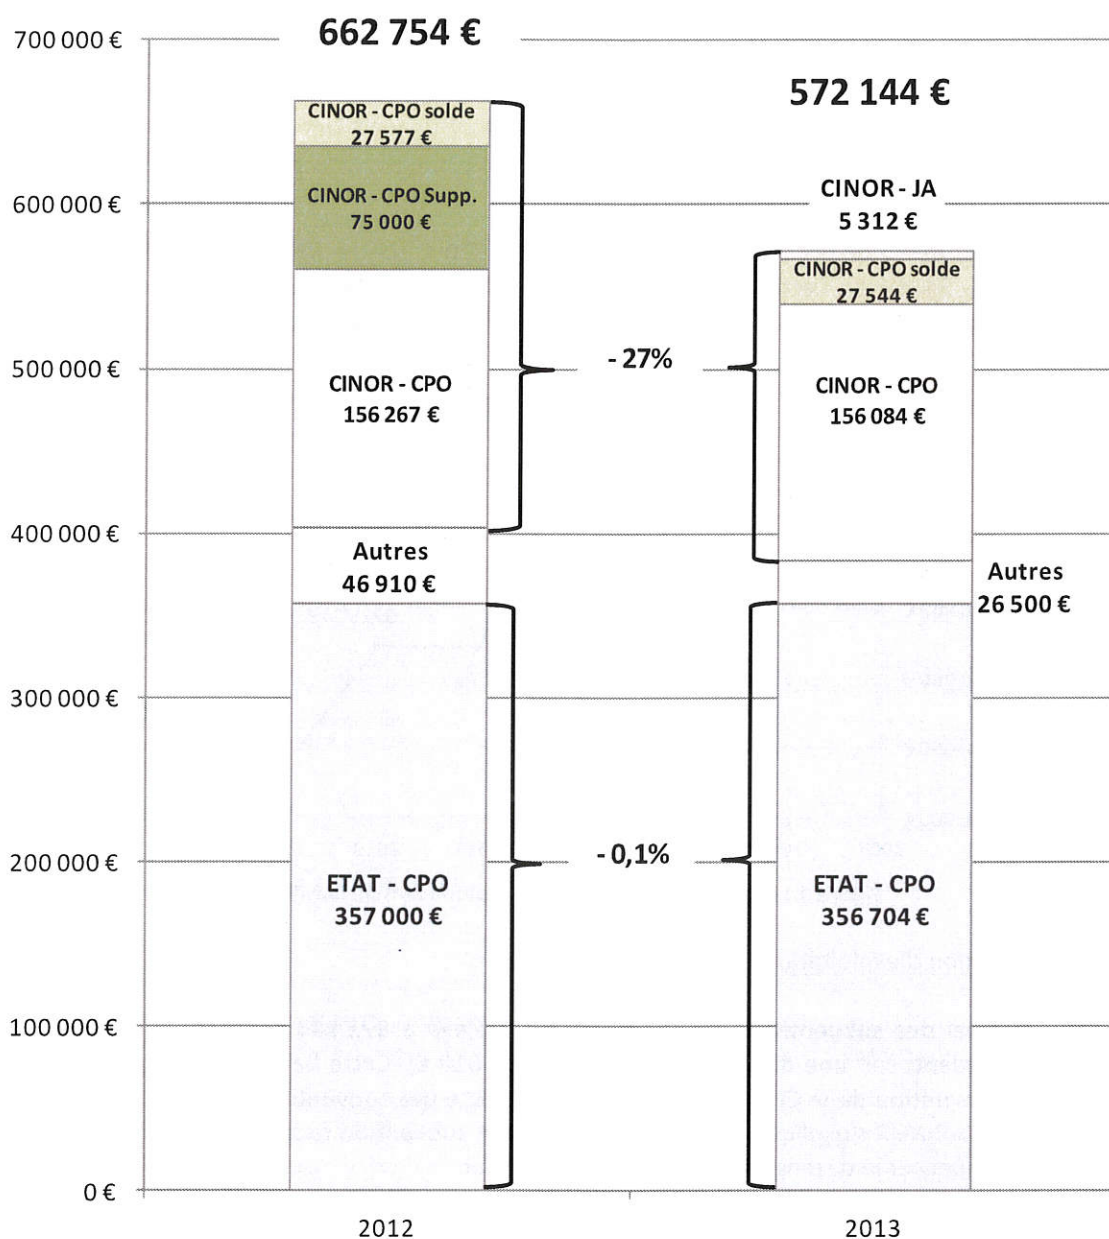 662 754 €
572 144 €
700 000 €
600 000 €
500 000 €
400 000 €
300 000 €
200 000 €
100 000 €
0 €
CINOR - CPO solde
27 577 €
CINOR - CPO Supp.
75 000 €
CINOR - CPO
156 267 €
Autres
46 910 €
ETAT - CPO
357 000 €
- 27%
- 0,1%
CINOR - JA
5 312 €
CINOR - CPO solde
27 544 €
CINOR - CPO
156 084 €
Autres
26 500 €
ETAT - CPO
356 704 €
2012
2013